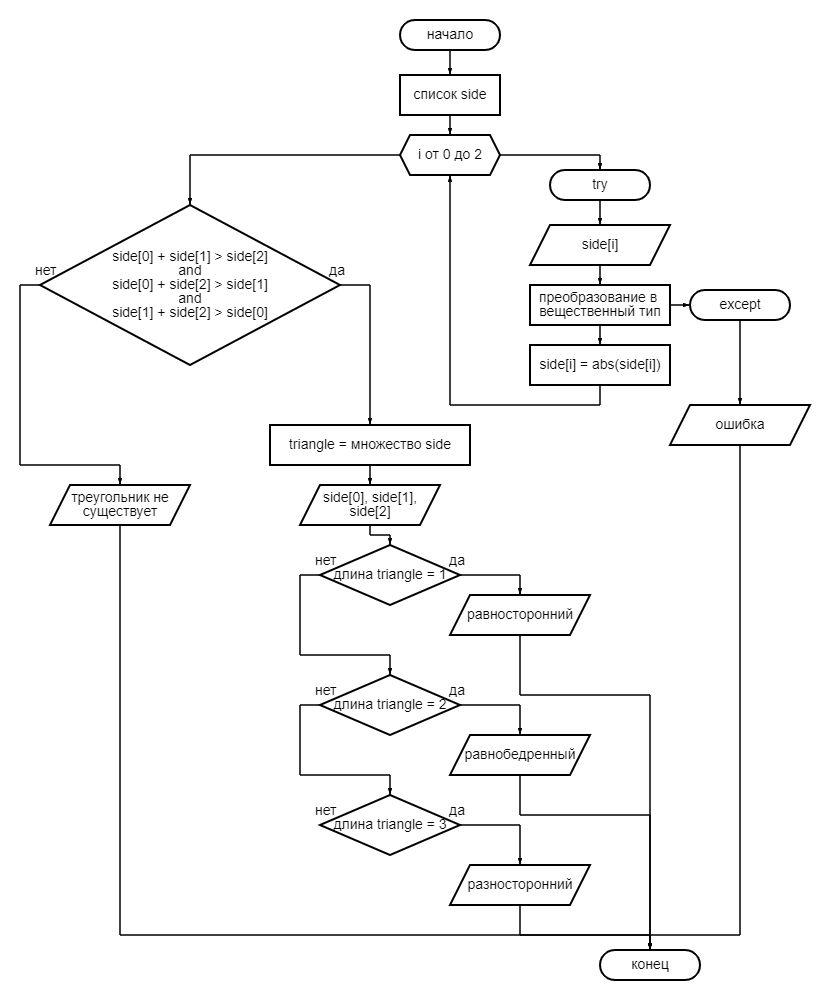 начало
список side
i от 0 до 2
try
side[i]
преобразование в
вещественный тип
except
side[i] = abs(side[i])
ошибка
side[0] + side[1] > side[2]
and
side[0] + side[2] > side[1]
and
side[1] + side[2] > side[0]
нет
да
triangle = множество side
треугольник не
существует
side[0], side[1],
side[2]
нет
да
длина triangle = 1
равносторонний
нет
да
длина triangle = 2
равнобедренный
нет
да
длина triangle = 3
разносторонний
конец